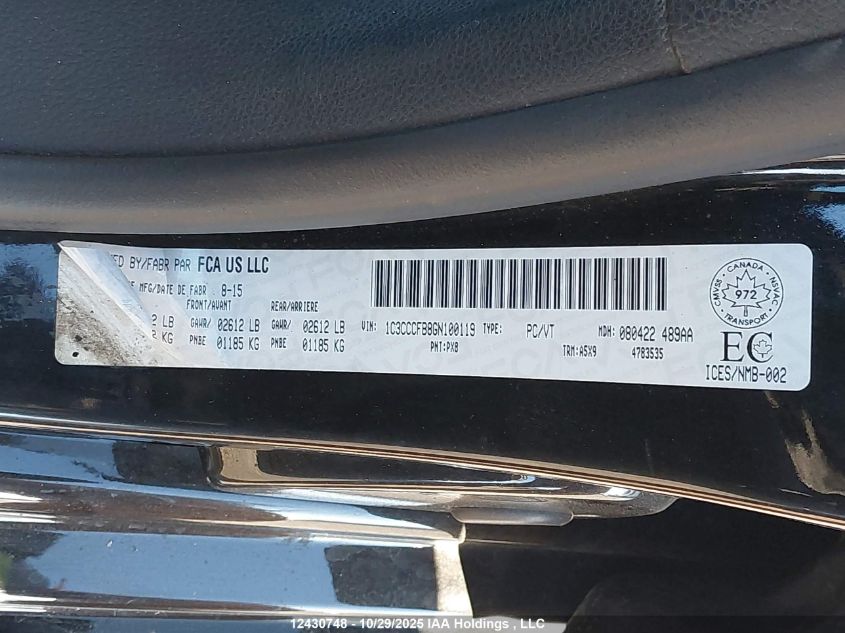 BY/FABR PAR FCA US LLC
MFG/DATE DE FABR . 8-15
FRONT/AVANT REAR/ARRIERE
LB GAWR/ 02612 LB GAWR/ 02612 LB
KG PNBE 01185 KG PNBE 01185 KG
VIN: 1C3CCCFB8GN100119 TYPE: PC/VT MDH: 080422 489AA
PNT:PX8 TRM:A5X9 4783535
CANADA
CMVSS NSVAC
972
TRANSPORT
EC
ICES/NMB-002
12430748 - 10/29/2025 IAA Holdings , LLC